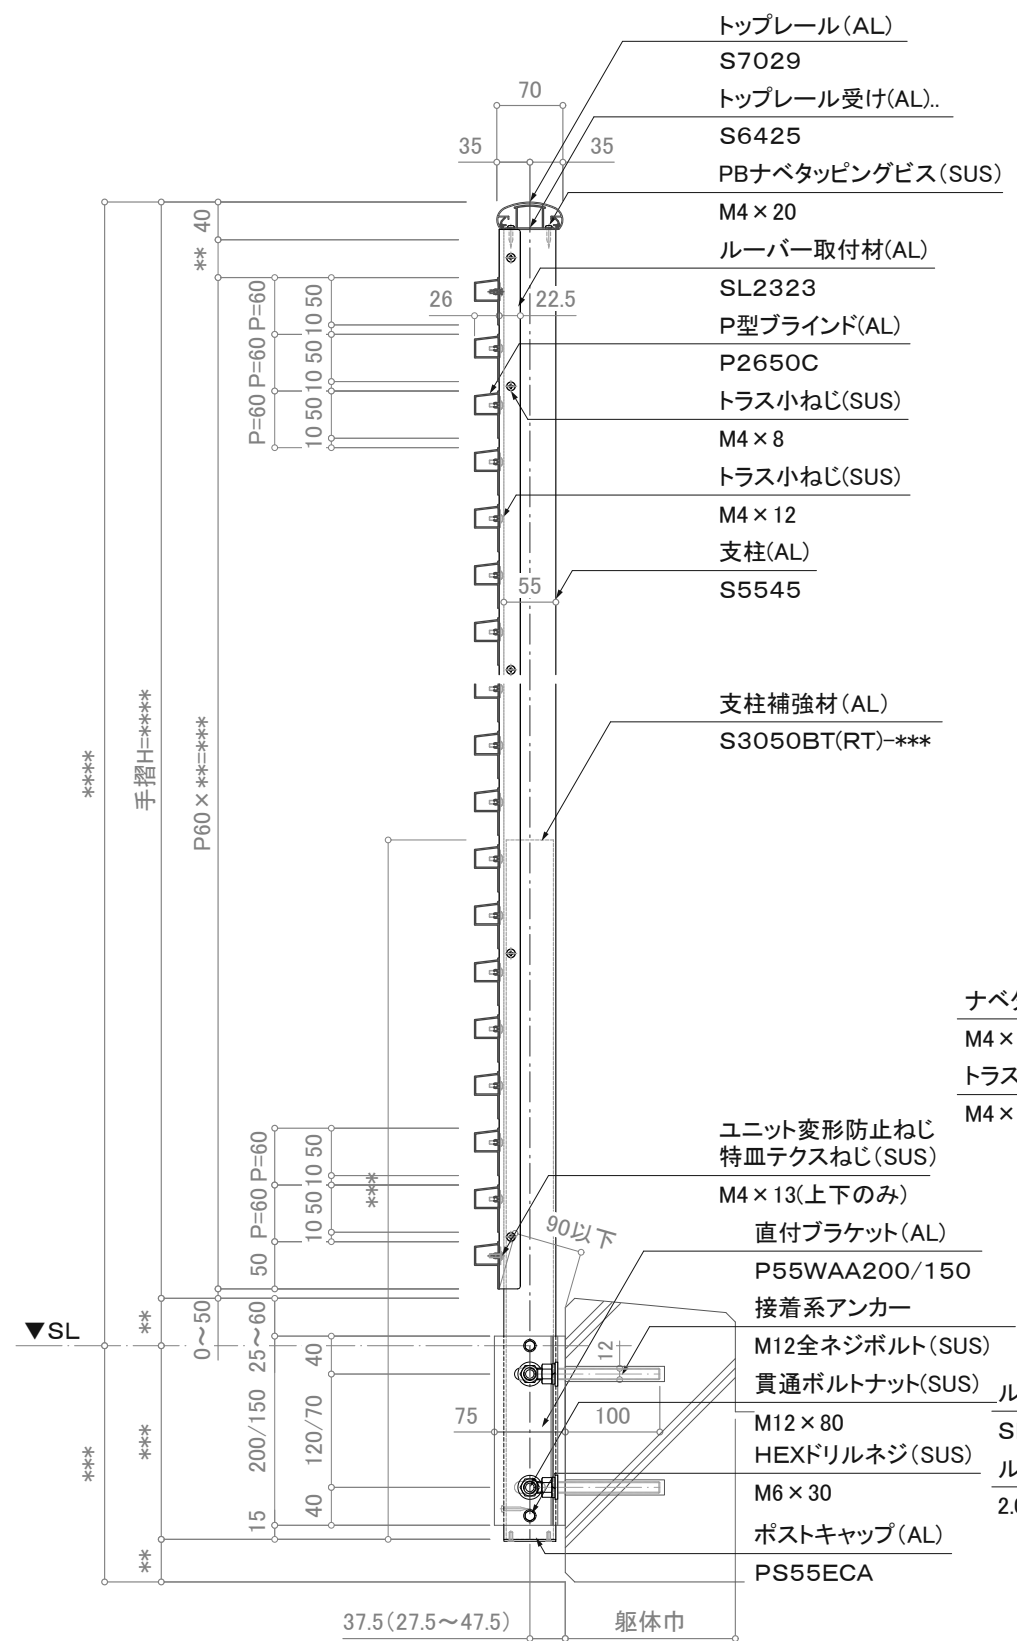 トップレール(AL)
S7029
トップレール受け(AL)..
S6425
PBナベタッピングビス(SUS)
M4×20
ルーバー取付材(AL)
SL2323
P型ブラインド(AL)
P2650C
トラス小ねじ(SUS)
M4×8
トラス小ねじ(SUS)
M4×12
支柱(AL)
S5545
支柱補強材(AL)
S3050BT(RT)-***
ナベ
M4×
トラス
M4×
ユニット変形防止ねじ
特皿テクスねじ(SUS)
M4×13(上下のみ)
直付ブラケット(AL)
P55WAA200/150
接着系アンカー
M12全ネジボルト(SUS)
貫通ボルトナット(SUS)
M12×80
HEXドリルネジ(SUS)
M6×30
ポストキャップ(AL)
PS55ECA
ル
S
ル
2.
70
35
35
40
**
P=60
P=60
P=60
10 50
10 50
10 50
26
22.5
55
****
手摺H=****
P60×**=****
***
P=60
P=60
50
10 50
10 50
90以下
▼SL
**
0～50
25～60
40
12
200/150
120/70
75
100
***
***
15
40
**
37.5(27.5～47.5)
躯体巾